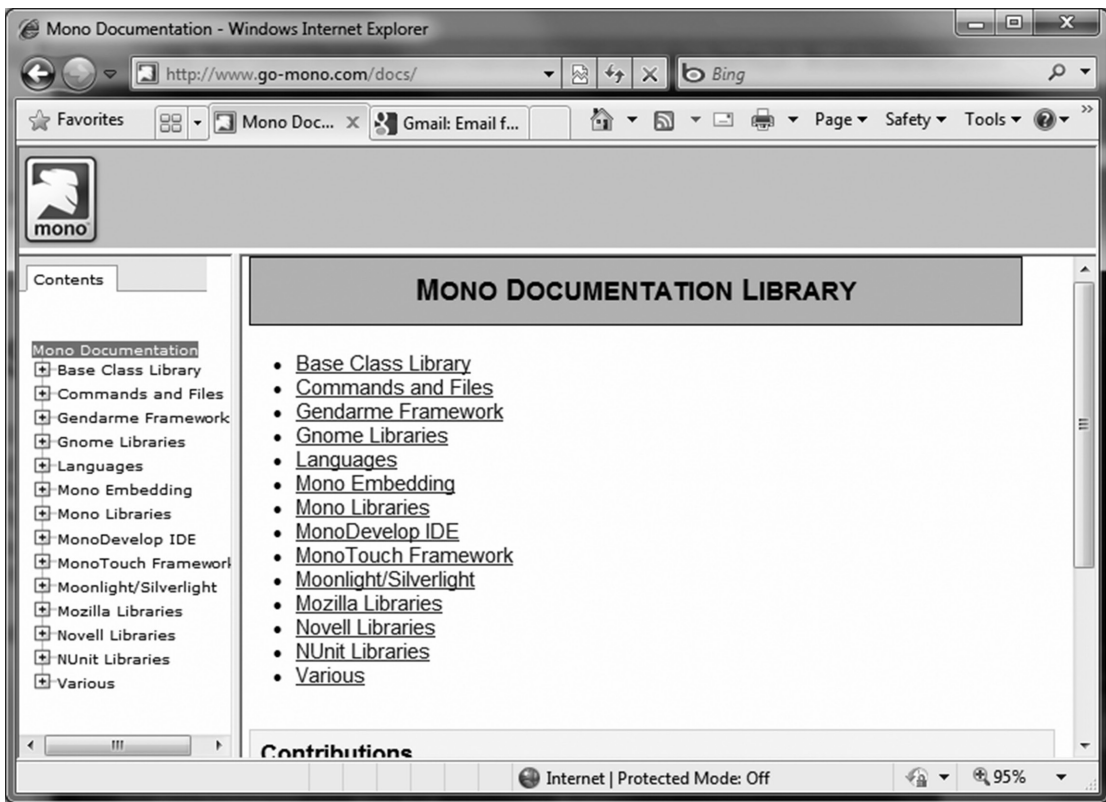 Mono Documentation - Windows Internet Explorer
http://www.go-mono.com/docs/
Bing
Favorites
Mono Doc...
Gmail: Email f...
Page
Safety
Tools
mono
Contents
Mono Documentation
Base Class Library
Commands and Files
Gendarme Framework
Gnome Libraries
Languages
Mono Embedding
Mono Libraries
MonoDevelop IDE
MonoTouch Framework
Moonlight/Silverlight
Mozilla Libraries
Novell Libraries
NUnit Libraries
Various
MONO DOCUMENTATION LIBRARY
• Base Class Library
• Commands and Files
• Gendarme Framework
• Gnome Libraries
• Languages
• Mono Embedding
• Mono Libraries
• MonoDevelop IDE
• MonoTouch Framework
• Moonlight/Silverlight
• Mozilla Libraries
• Novell Libraries
• NUnit Libraries
• Various
Contributions
Internet | Protected Mode: Off
95%